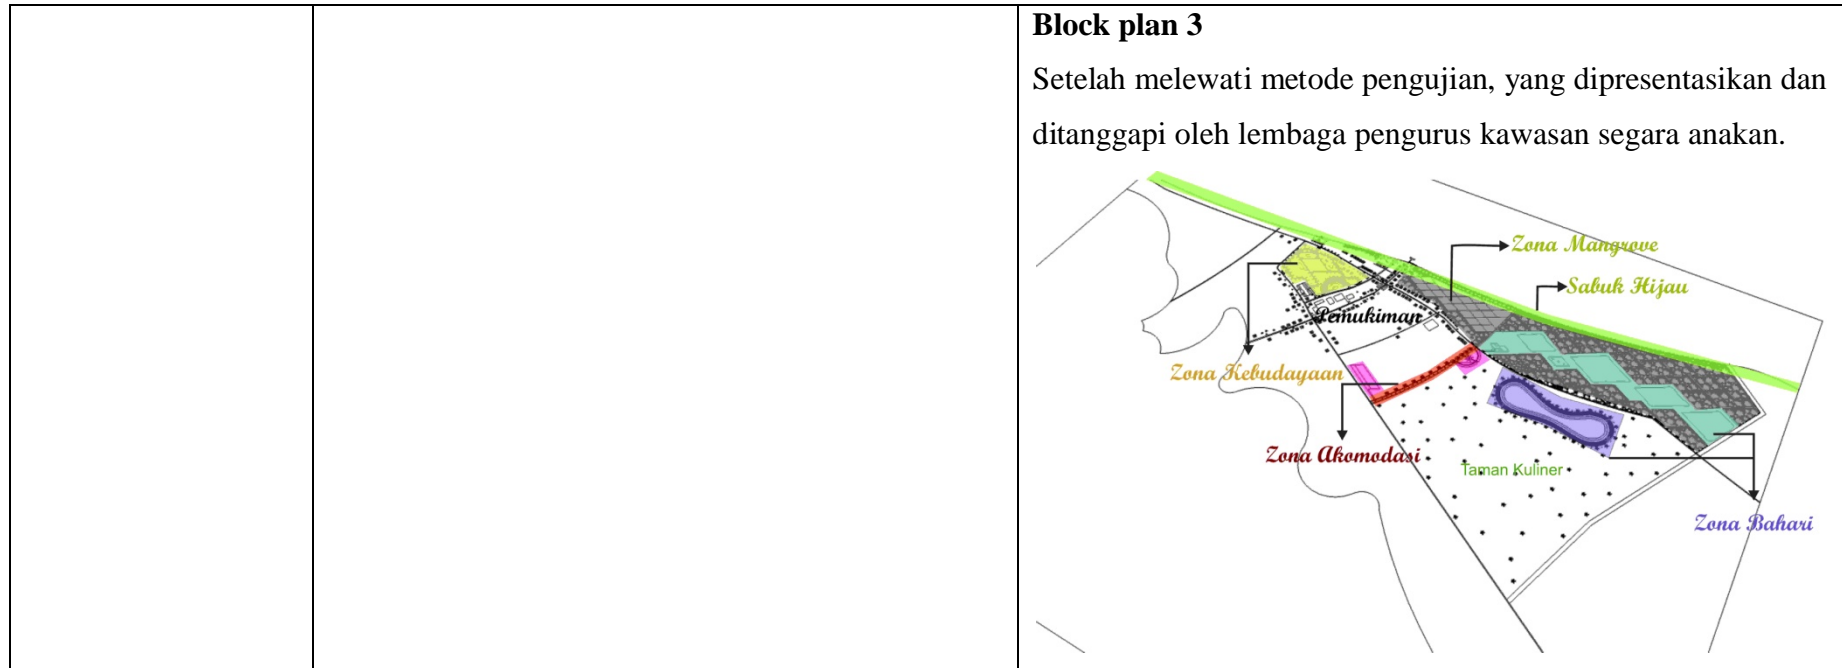 Block plan 3
Setelah melewati metode pengujian, yang dipresentasikan dan
ditanggapi oleh lembaga pengurus kawasan segara anakan.
Zona Mangrove
Sabuk Hijau
Pemukiman
Zona Kebudayaan
Zona Akomodasi
Taman Kuliner
Zona Bahari